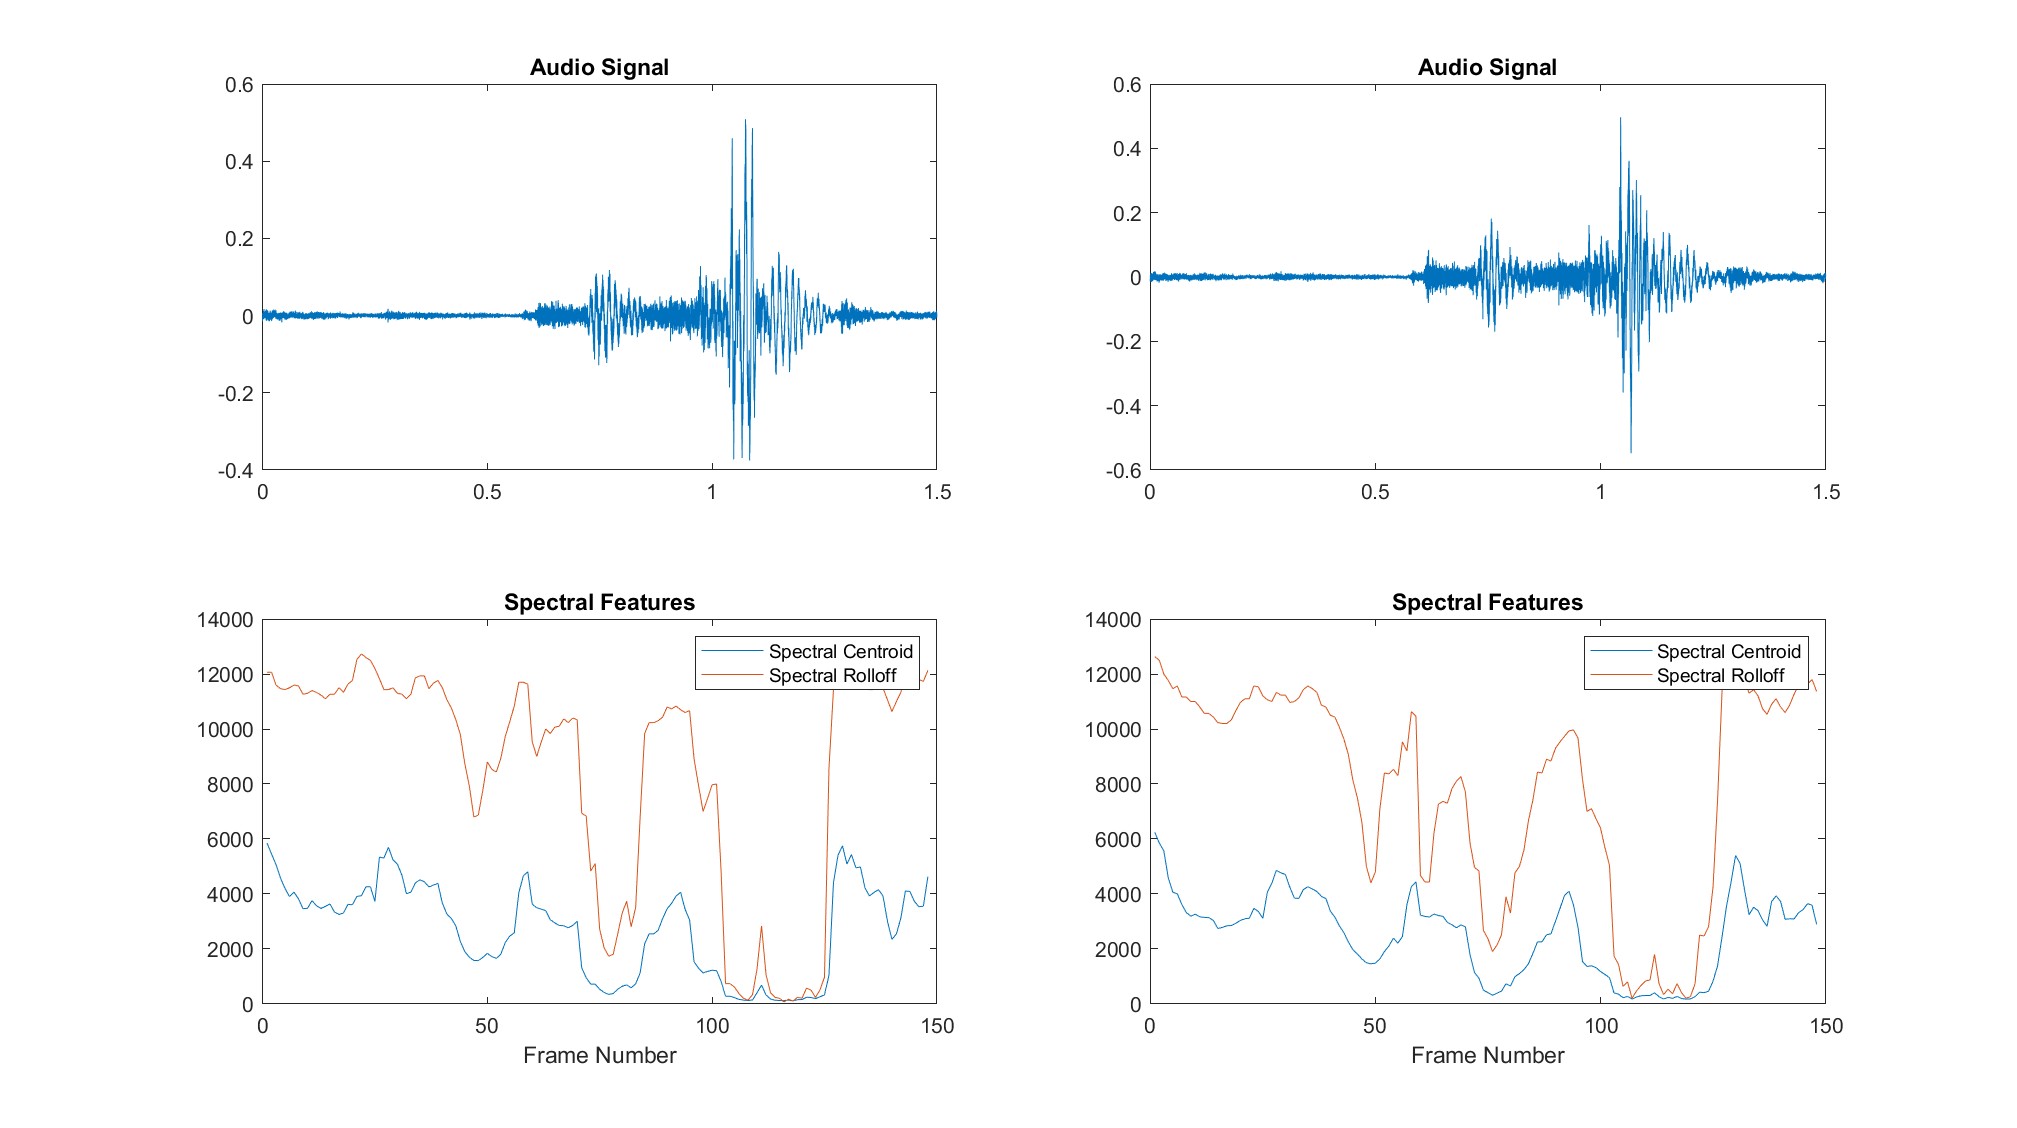 Audio Signal
0.6
0.4
0.2
0
-0.2
-0.4
0 0.5 1 1.5
Audio Signal
0.6
0.4
0.2
0
-0.2
-0.4
-0.6
0 0.5 1 1.5
Spectral Features
14000
12000
10000
8000
6000
4000
2000
0
Spectral Centroid
Spectral Rolloff
0 50 100 150
Frame Number
Spectral Features
14000
12000
10000
8000
6000
4000
2000
0
Spectral Centroid
Spectral Rolloff
0 50 100 150
Frame Number